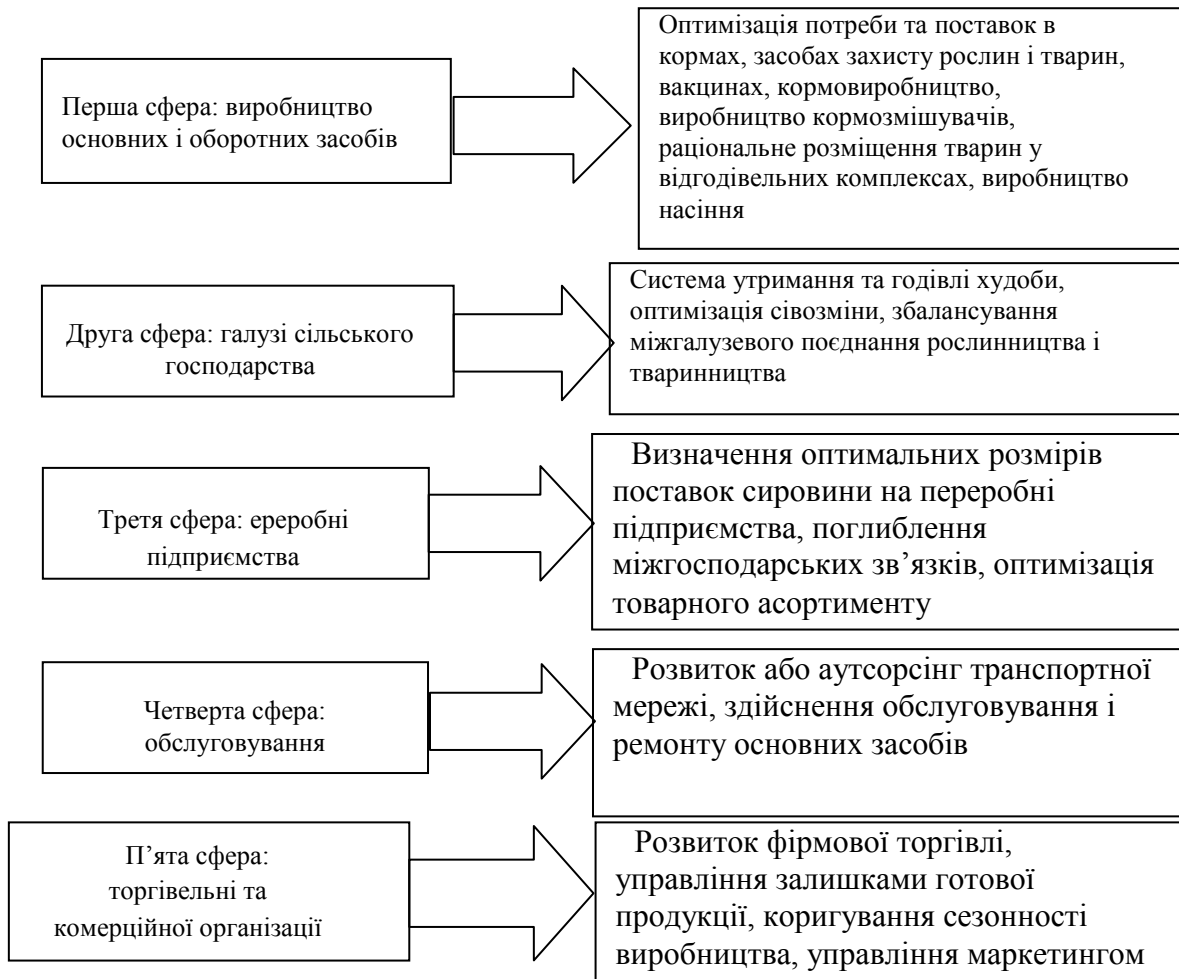 Перша сфера: виробництво
основних і оборотних засобів
Оптимізація потреби та поставок в
кормах, засобах захисту рослин і тварин,
вакцинах, кормовиробництво,
виробництво кормозмішувачів,
раціональне розміщення тварин у
відгодівельних комплексах, виробництво
насіння
Друга сфера: галузі сільського
господарства
Система утримання та годівлі худоби,
оптимізація сівозміни, збалансування
міжгалузевого поєднання рослинництва і
тваринництва
Третя сфера: ереробні
підприємства
Визначення оптимальних розмірів
поставок сировини на переробні
підприємства, поглиблення
міжгосподарських зв’язків, оптимізація
товарного асортименту
Четверта сфера:
обслуговування
Розвиток або аутсорсінг транспортної
мережі, здійснення обслуговування і
ремонту основних засобів
П’ята сфера:
торгівельні та
комерційної організації
Розвиток фірмової торгівлі,
управління залишками готової
продукції, коригування сезонності
виробництва, управління маркетингом